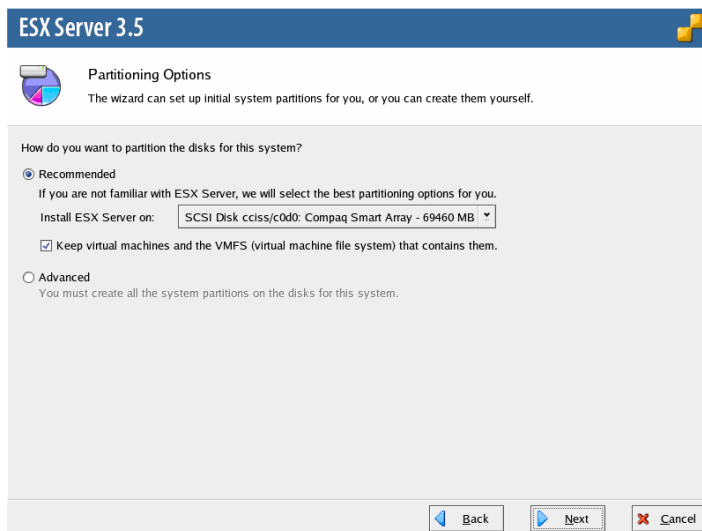 ESX Server 3.5
Partitioning Options
The wizard can set up initial system partitions for you, or you can create them yourself.
How do you want to partition the disks for this system?
Recommended
If you are not familiar with ESX Server, we will select the best partitioning options for you.
Install ESX Server on: SCSI Disk cciss/c0d0: Compaq Smart Array - 69460 MB
Keep virtual machines and the VMFS (virtual machine file system) that contains them.
Advanced
You must create all the system partitions on the disks for this system.
Back Next Cancel